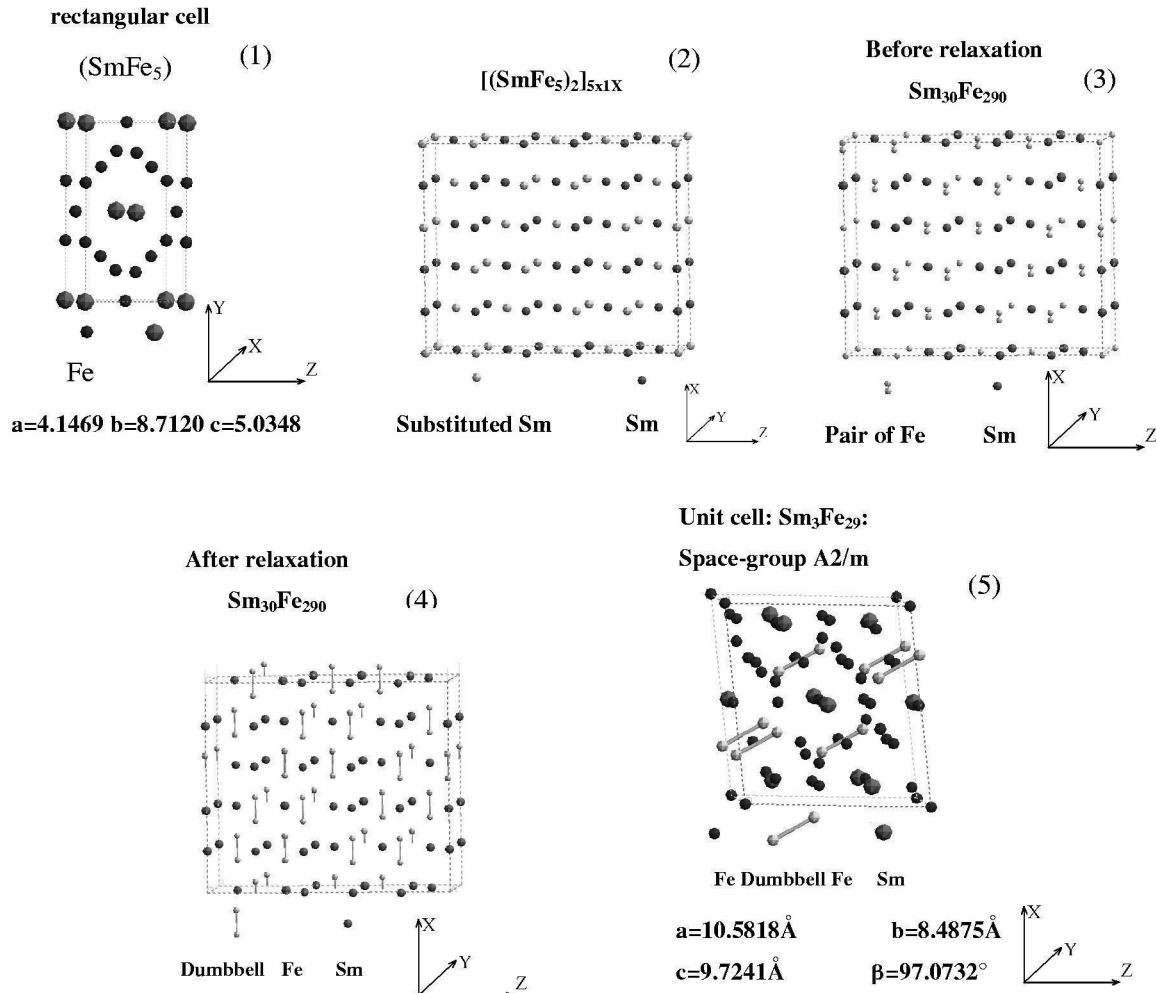 rectangular cell
(SmFe5)
(1)
Fe
Y
X
Z
a=4.1469 b=8.7120 c=5.0348
(2)
[(SmFe5)2]5x1X
Substituted Sm
Sm
X
Y
Z
Before relaxation
Sm30Fe290
(3)
Pair of Fe
Sm
X
Y
Z
After relaxation
Sm30Fe290
(4)
Dumbbell Fe Sm
X
Y
Z
Unit cell: Sm3Fe29:
Space-group A2/m
(5)
Fe Dumbbell Fe Sm
a=10.5818Å b=8.4875Å
c=9.7241Å β=97.0732°
X
Y
Z